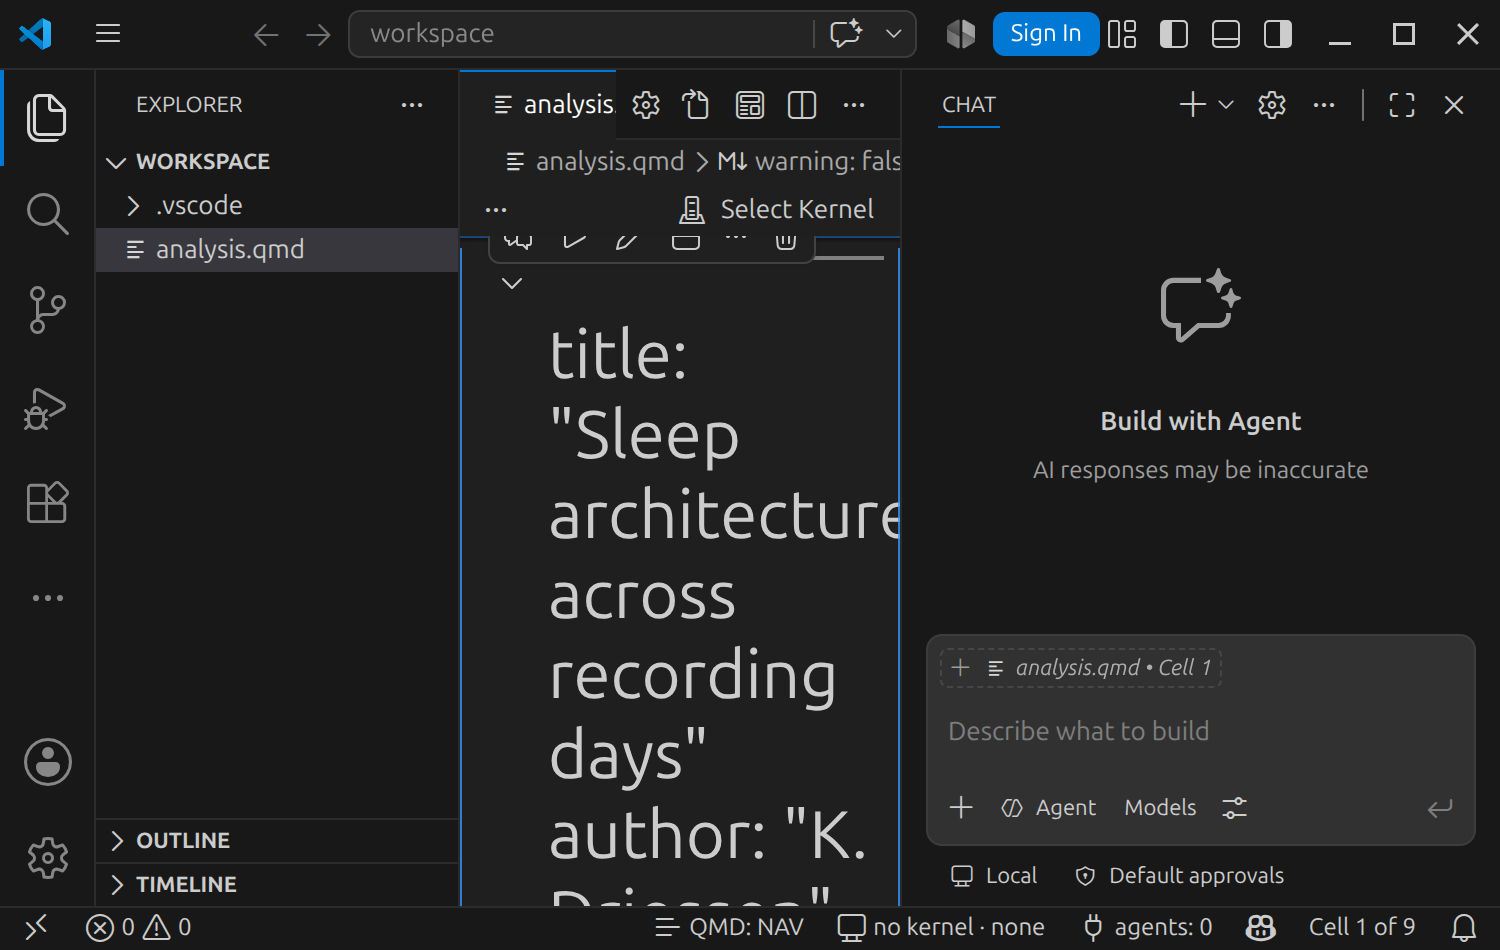 workspace
Sign In
EXPLORER
WORKSPACE
.vscode
analysis.qmd
OUTLINE
TIMELINE
analysis.
analysis.qmd
warning: fals
Select Kernel
title:
"Sleep
architecture
across
recording
days"
author: "K.
Driessen"
CHAT
Build with Agent
AI responses may be inaccurate
analysis.qmd • Cell 1
Describe what to build
Agent
Models
Local
Default approvals
0
0
QMD: NAV
no kernel · none
agents: 0
Cell 1 of 9